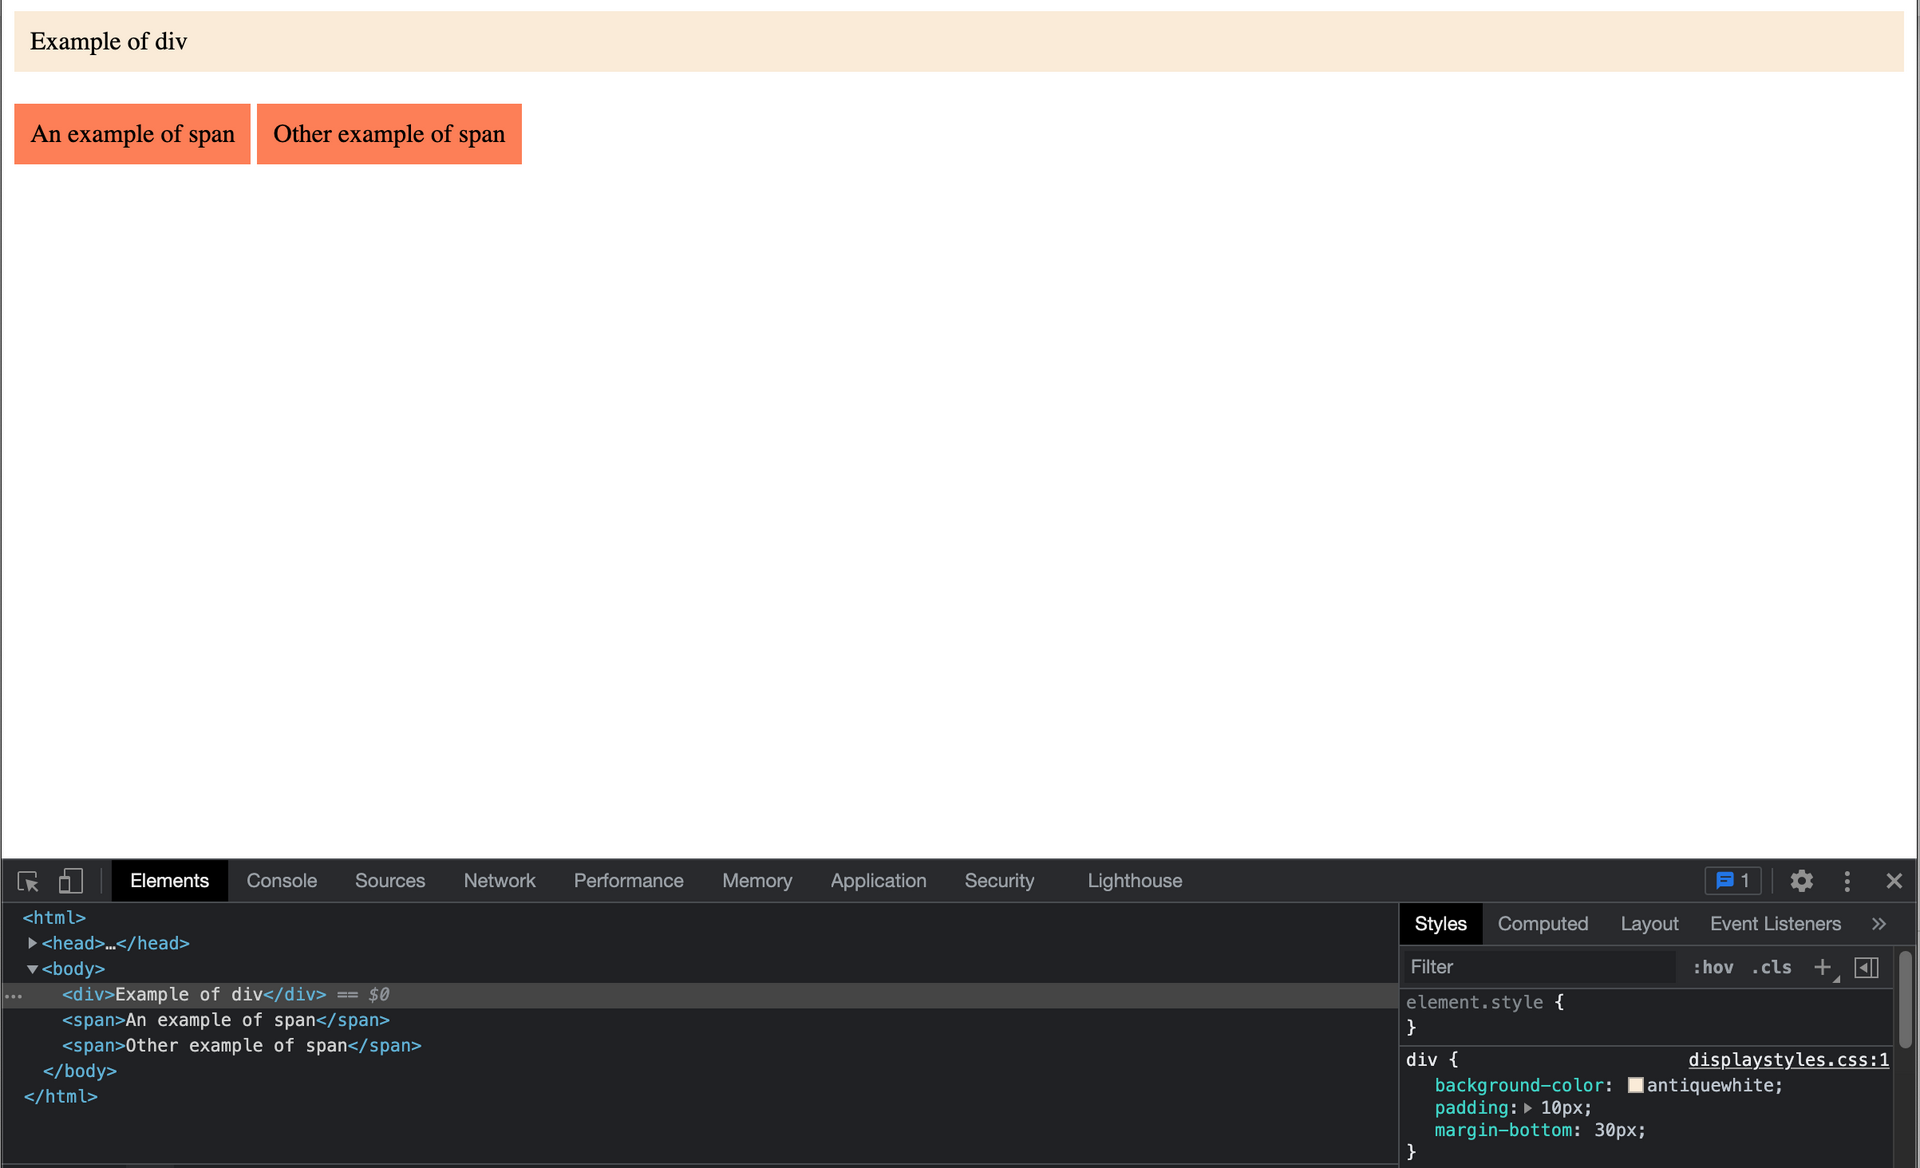 Example of div
An example of span Other example of span
Elements Console Sources Network Performance Memory Application Security Lighthouse 1
<html>
<head>…</head>
<body>
<div>Example of div</div> == $0
<span>An example of span</span>
<span>Other example of span</span>
</body>
</html>
Styles Computed Layout Event Listeners »
Filter :hov .cls +
element.style {
}
div { displaystyles.css:1
background-color: antiquewhite;
padding: 10px;
margin-bottom: 30px;
}